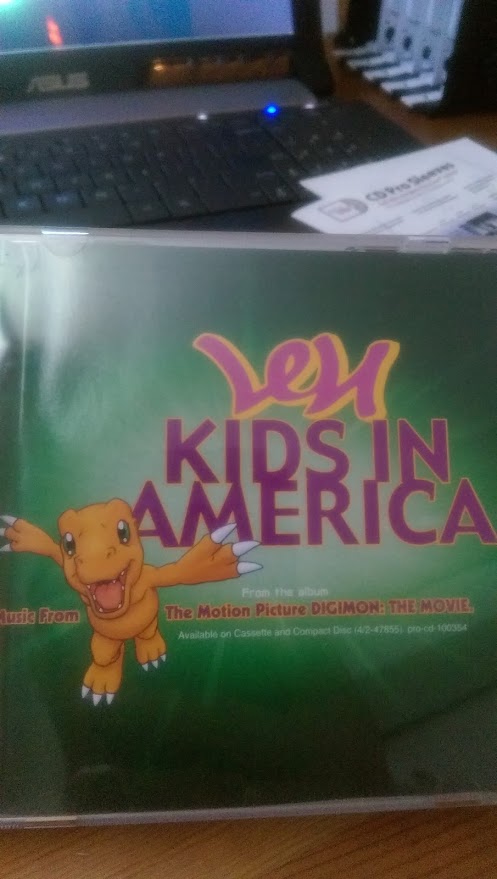 ASUS
CD Pro Sleeves
LEN
KIDS IN
AMERICA
From the album
Music From The Motion Picture DIGIMON: THE MOVIE.
Available on Cassette and Compact Disc (4/2-47855). pro-cd-100354